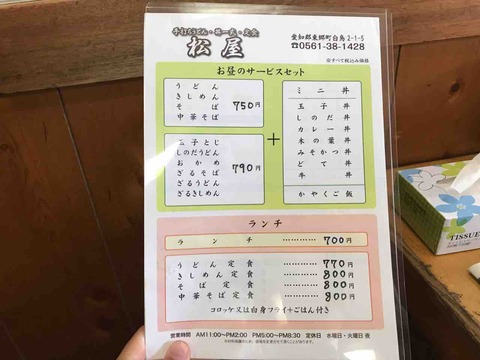 手打うどん・丼一式・定食
松屋
愛知郡東郷町白鳥2-1-5
☎0561-38-1428
※すべて税込み価格
お昼のサービスセット
うどん
きしめん
そば
中華そば
750円
玉子とじ
しのだうどん
おかめ
ざるそば
ざるうどん
ざるきしめん
790円
+
ミニ丼
玉子丼
しのだ丼
カレー丼
木の葉丼
みそかつ丼
どて丼
牛丼
かやくご飯
ランチ
ランチ …………… 700円
うどん定食 ………… 770円
きしめん定食 ………… 800円
そば定食 ………… 800円
中華そば定食 ………… 900円
コロッケ又は白身フライ+ごはん付き
営業時間 AM11:00〜PM2:00 PM5:00〜PM8:30 定休日 水曜日・火曜日夜
TISSUE